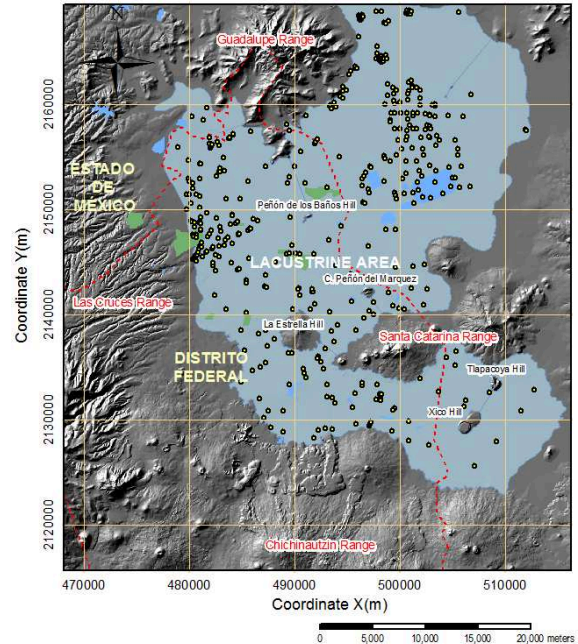 Guadalupe Range
2160000
ESTADO
DE
MEXICO
Peñón de los Baños Hill
2150000
LACUSTRINE AREA
C. Peñón del Marquez
Las Cruces Range
2140000
La Estrella Hill
Santa Catarina Range
DISTRITO
FEDERAL
Tlapacoya Hill
Xico Hill
2130000
2120000
Chichinautzin Range
Coordinate Y(m)
470000 480000 490000 500000 510000
Coordinate X(m)
0 5,000 10,000 15,000 20,000 meters